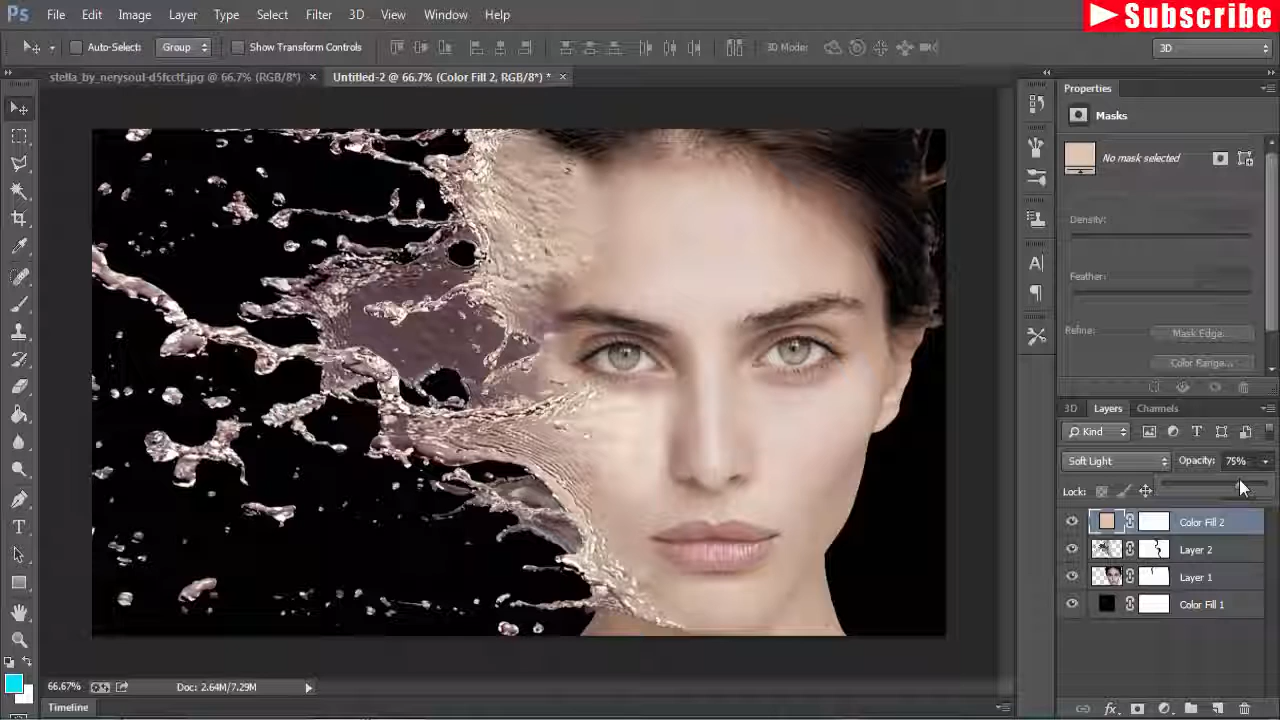 Ps File Edit Image Layer Type Select Filter 3D View Window Help
Subscribe
Auto-Select: Group Show Transform Controls 3D Mode: 3D
stella_by_nerysoul-d5fcctf.jpg @ 66.7% (RGB/8*) × Untitled-2 @ 66.7% (Color Fill 2, RGB/8*) * ×
Properties
Masks
No mask selected
Density:
Feather:
Refine: Mask Edge...
Color Range...
3D Layers Channels
Kind
Soft Light Opacity: 75%
Lock:
Color Fill 2
Layer 2
Layer 1
Color Fill 1
66.67% Doc: 2.64M/7.29M
Timeline